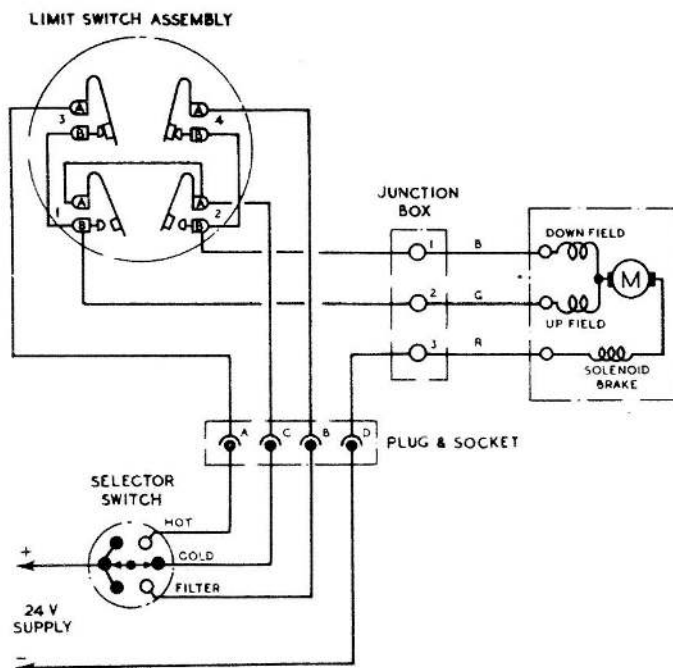 LIMIT SWITCH ASSEMBLY
A
3
B
A
4
B
A
1
B
A
2
B
JUNCTION
BOX
1
B
2
G
3
R
DOWN FIELD
M
UP FIELD
SOLENOID
BRAKE
A
C
B
D
PLUG & SOCKET
SELECTOR
SWITCH
HOT
COLD
FILTER
+
24 V
SUPPLY
-